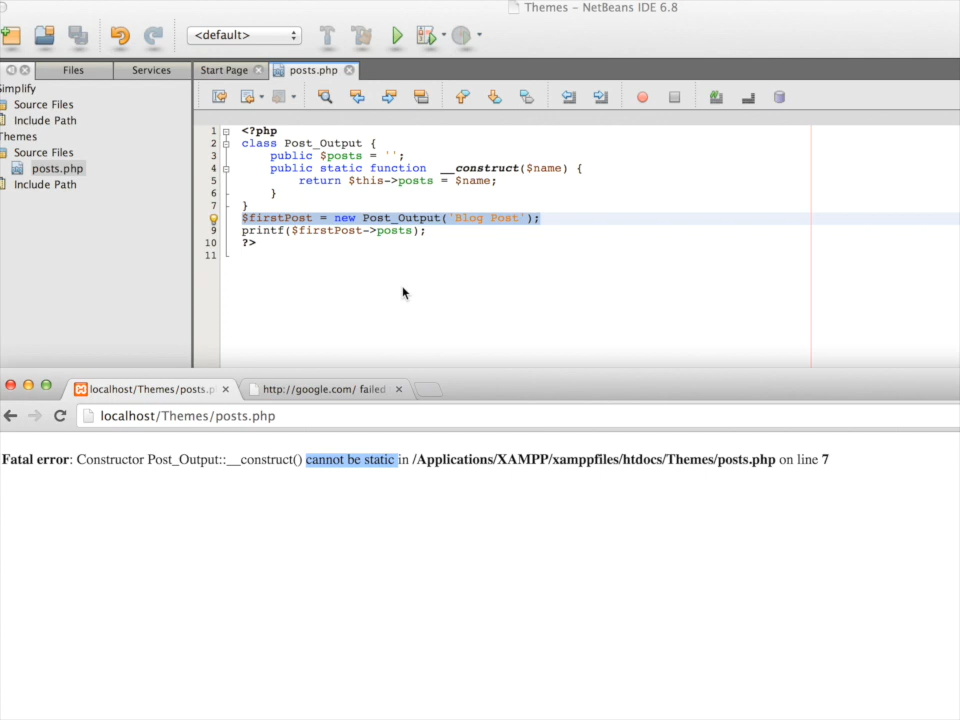 Themes - NetBeans IDE 6.8
<default>
Files
Services
Start Page
posts.php
Simplify
Source Files
Include Path
Themes
Source Files
posts.php
Include Path
1 <?php
2 class Post_Output {
3 public $posts = '';
4 public static function __construct($name) {
5 return $this->posts = $name;
6 }
7 }
$firstPost = new Post_Output('Blog Post');
9 printf($firstPost->posts);
10 ?>
11
localhost/Themes/posts.p
http://google.com/ failed
localhost/Themes/posts.php
Fatal error: Constructor Post_Output::__construct() cannot be static in /Applications/XAMPP/xamppfiles/htdocs/Themes/posts.php on line 7